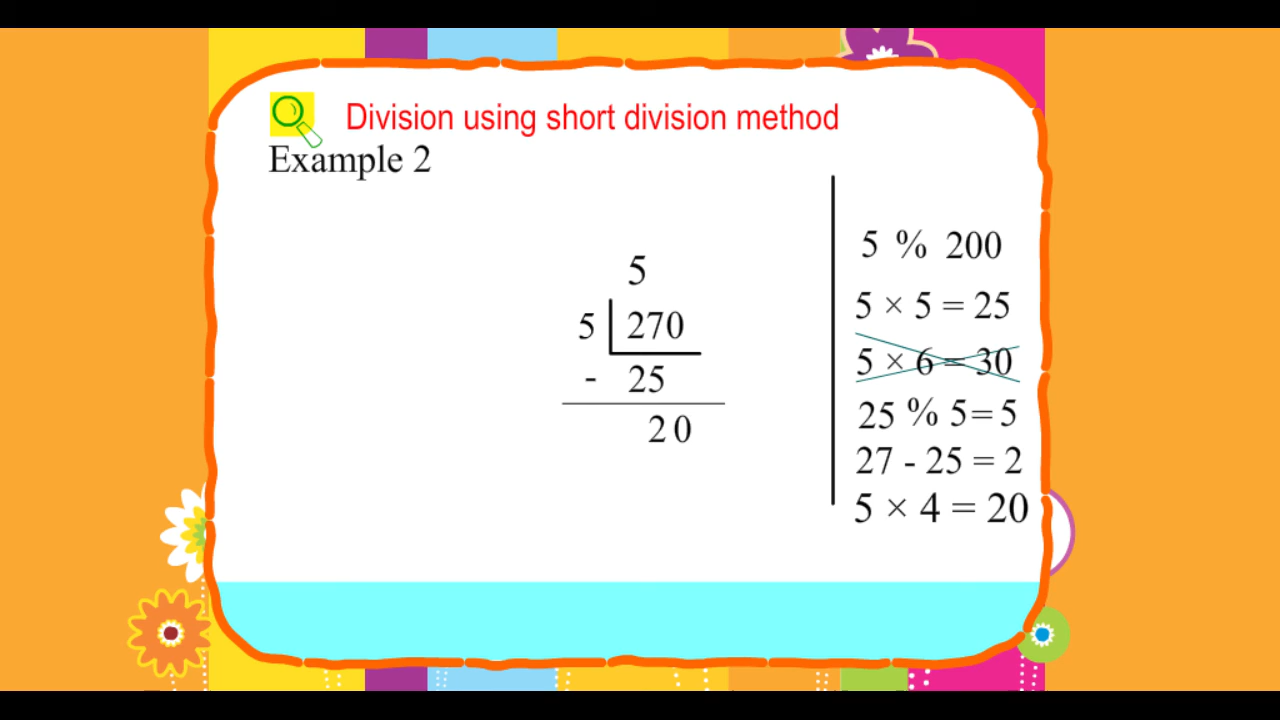 Division using short division method
Example 2
5
5 270
- 25
20
5 % 200
5 × 5 = 25
5 × 6 = 30
25 % 5=5
27 - 25 = 2
5 × 4 = 20